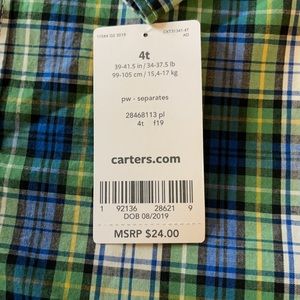 4t
39-41.5 in / 34-37.5 lb
99-105 cm / 15,4-17 kg
pw - separates
28468113 pl
4t f19
carters.com
1 92136 28621 9
DOB 08/2019
MSRP $24.00